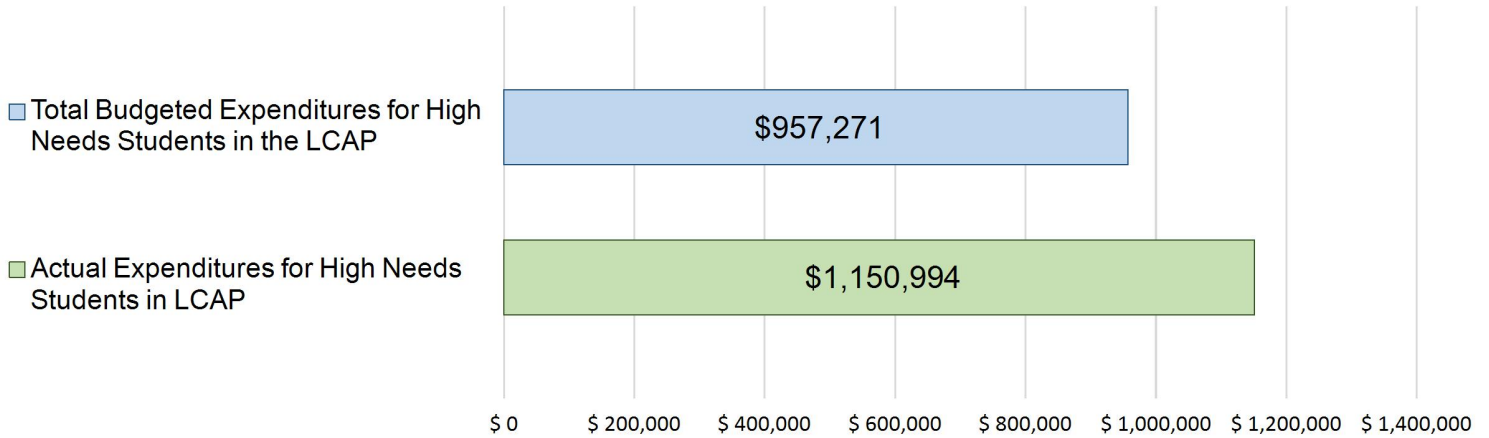 Total Budgeted Expenditures for High
Needs Students in the LCAP
$957,271
Actual Expenditures for High Needs
Students in LCAP
$1,150,994
$ 0 $ 200,000 $ 400,000 $ 600,000 $ 800,000 $ 1,000,000 $ 1,200,000 $ 1,400,000